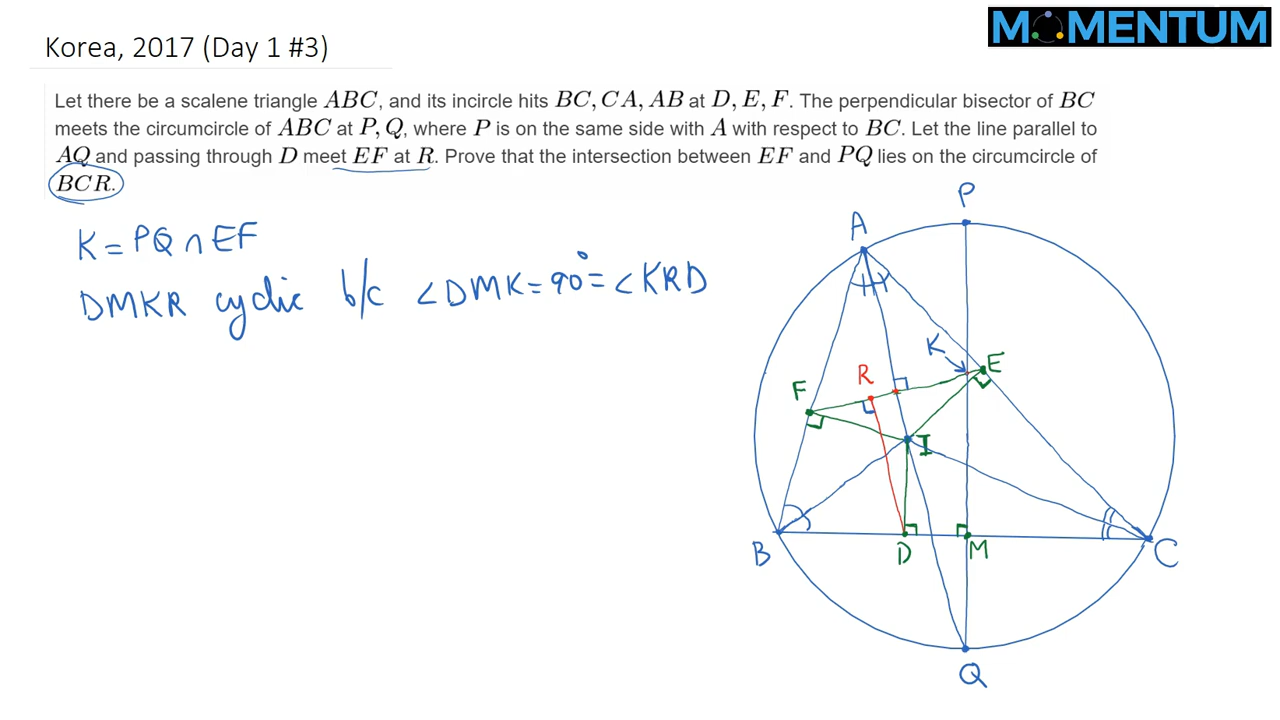 MOMENTUM
Korea, 2017 (Day 1 #3)
Let there be a scalene triangle ABC, and its incircle hits BC, CA, AB at D, E, F. The perpendicular bisector of BC
meets the circumcircle of ABC at P, Q, where P is on the same side with A with respect to BC. Let the line parallel to
AQ and passing through D meet EF at R. Prove that the intersection between EF and PQ lies on the circumcircle of
BCR.
K = PQ ∩ EF
DMKR cyclic b/c ∠DMK = 90° = ∠KRD
P
A
K
E
R
F
I
B
D
M
C
Q